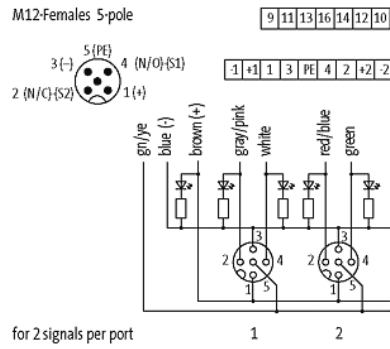 M12-Females 5-pole
9 11 13 16 14 12 10
5 (PE)
3 (–) 4 (N/O)-(S1)
2 (N/C)-(S2) 1 (+)
-1 +1 1 3 PE 4 2 +2 -2
gn/ye blue (-) brown (+) gray/pink white red/blue green
3 3
2 4 2 4
1 5 1 5
for 2 signals per port 1 2